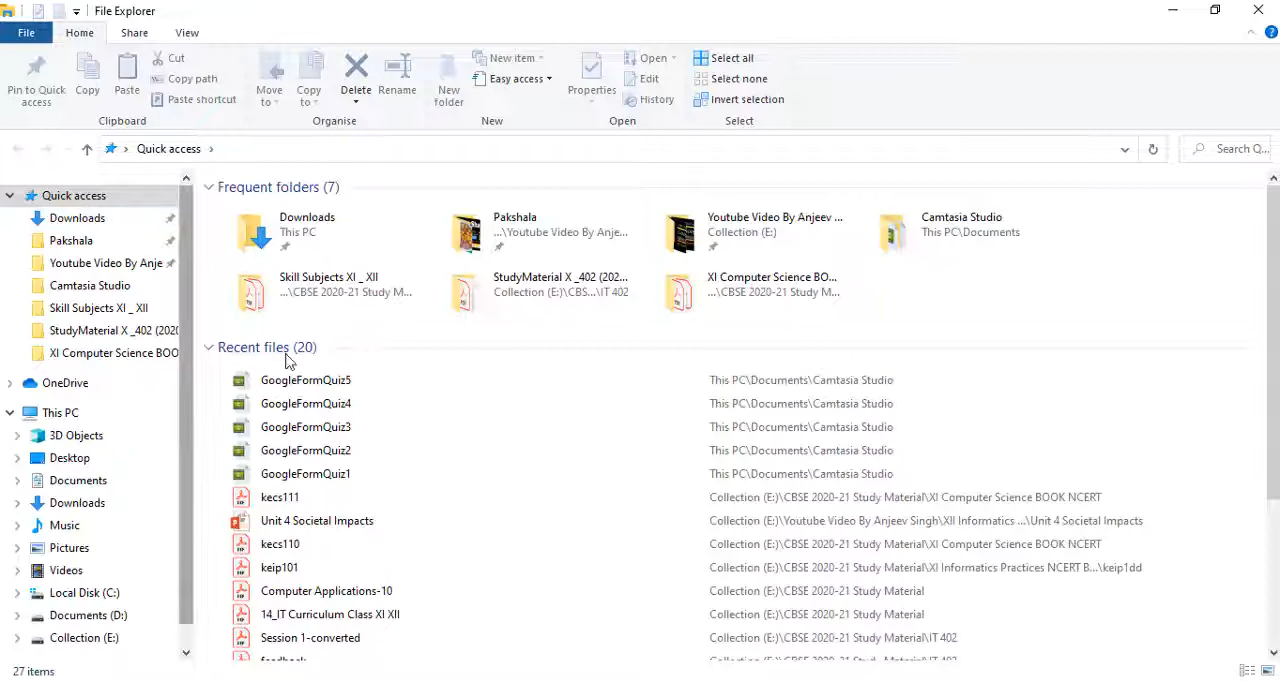 File Explorer
File Home Share View
Pin to Quick access
Copy
Paste
Cut
Copy path
Paste shortcut
Clipboard
Move to
Copy to
Delete
Rename
Organise
New folder
New item
Easy access
New
Properties
Open
Edit
History
Open
Select all
Select none
Invert selection
Select
Quick access
Search Q...
Quick access
Downloads
Pakshala
Youtube Video By Anje
Camtasia Studio
Skill Subjects XI _ XII
StudyMaterial X _402 (2020
XI Computer Science BOO
OneDrive
This PC
3D Objects
Desktop
Documents
Downloads
Music
Pictures
Videos
Local Disk (C:)
Documents (D:)
Collection (E:)
Frequent folders (7)
Downloads
This PC
Pakshala
...\Youtube Video By Anje...
Youtube Video By Anjeev ...
Collection (E:)
Camtasia Studio
This PC\Documents
Skill Subjects XI _ XII
...\CBSE 2020-21 Study M...
StudyMaterial X _402 (202...
Collection (E:)\CBS...\IT 402
XI Computer Science BO...
...\CBSE 2020-21 Study M...
Recent files (20)
GoogleFormQuiz5 This PC\Documents\Camtasia Studio
GoogleFormQuiz4 This PC\Documents\Camtasia Studio
GoogleFormQuiz3 This PC\Documents\Camtasia Studio
GoogleFormQuiz2 This PC\Documents\Camtasia Studio
GoogleFormQuiz1 This PC\Documents\Camtasia Studio
kecs111 Collection (E:)\CBSE 2020-21 Study Material\XI Computer Science BOOK NCERT
Unit 4 Societal Impacts Collection (E:)\Youtube Video By Anjeev Singh\XII Informatics ...\Unit 4 Societal Impacts
kecs110 Collection (E:)\CBSE 2020-21 Study Material\XI Computer Science BOOK NCERT
keip101 Collection (E:)\CBSE 2020-21 Study Material\XI Informatics Practices NCERT B...\keip1dd
Computer Applications-10 Collection (E:)\CBSE 2020-21 Study Material
14_IT Curriculum Class XI XII Collection (E:)\CBSE 2020-21 Study Material
Session 1-converted Collection (E:)\CBSE 2020-21 Study Material\IT 402
27 items